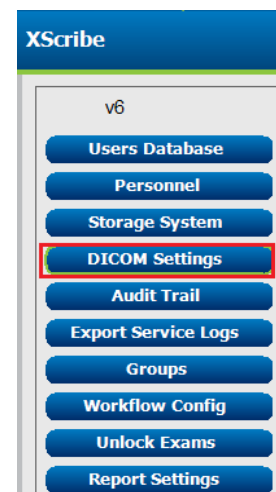 XScribe
v6
Users Database
Personnel
Storage System
DICOM Settings
Audit Trail
Export Service Logs
Groups
Workflow Config
Unlock Exams
Report Settings